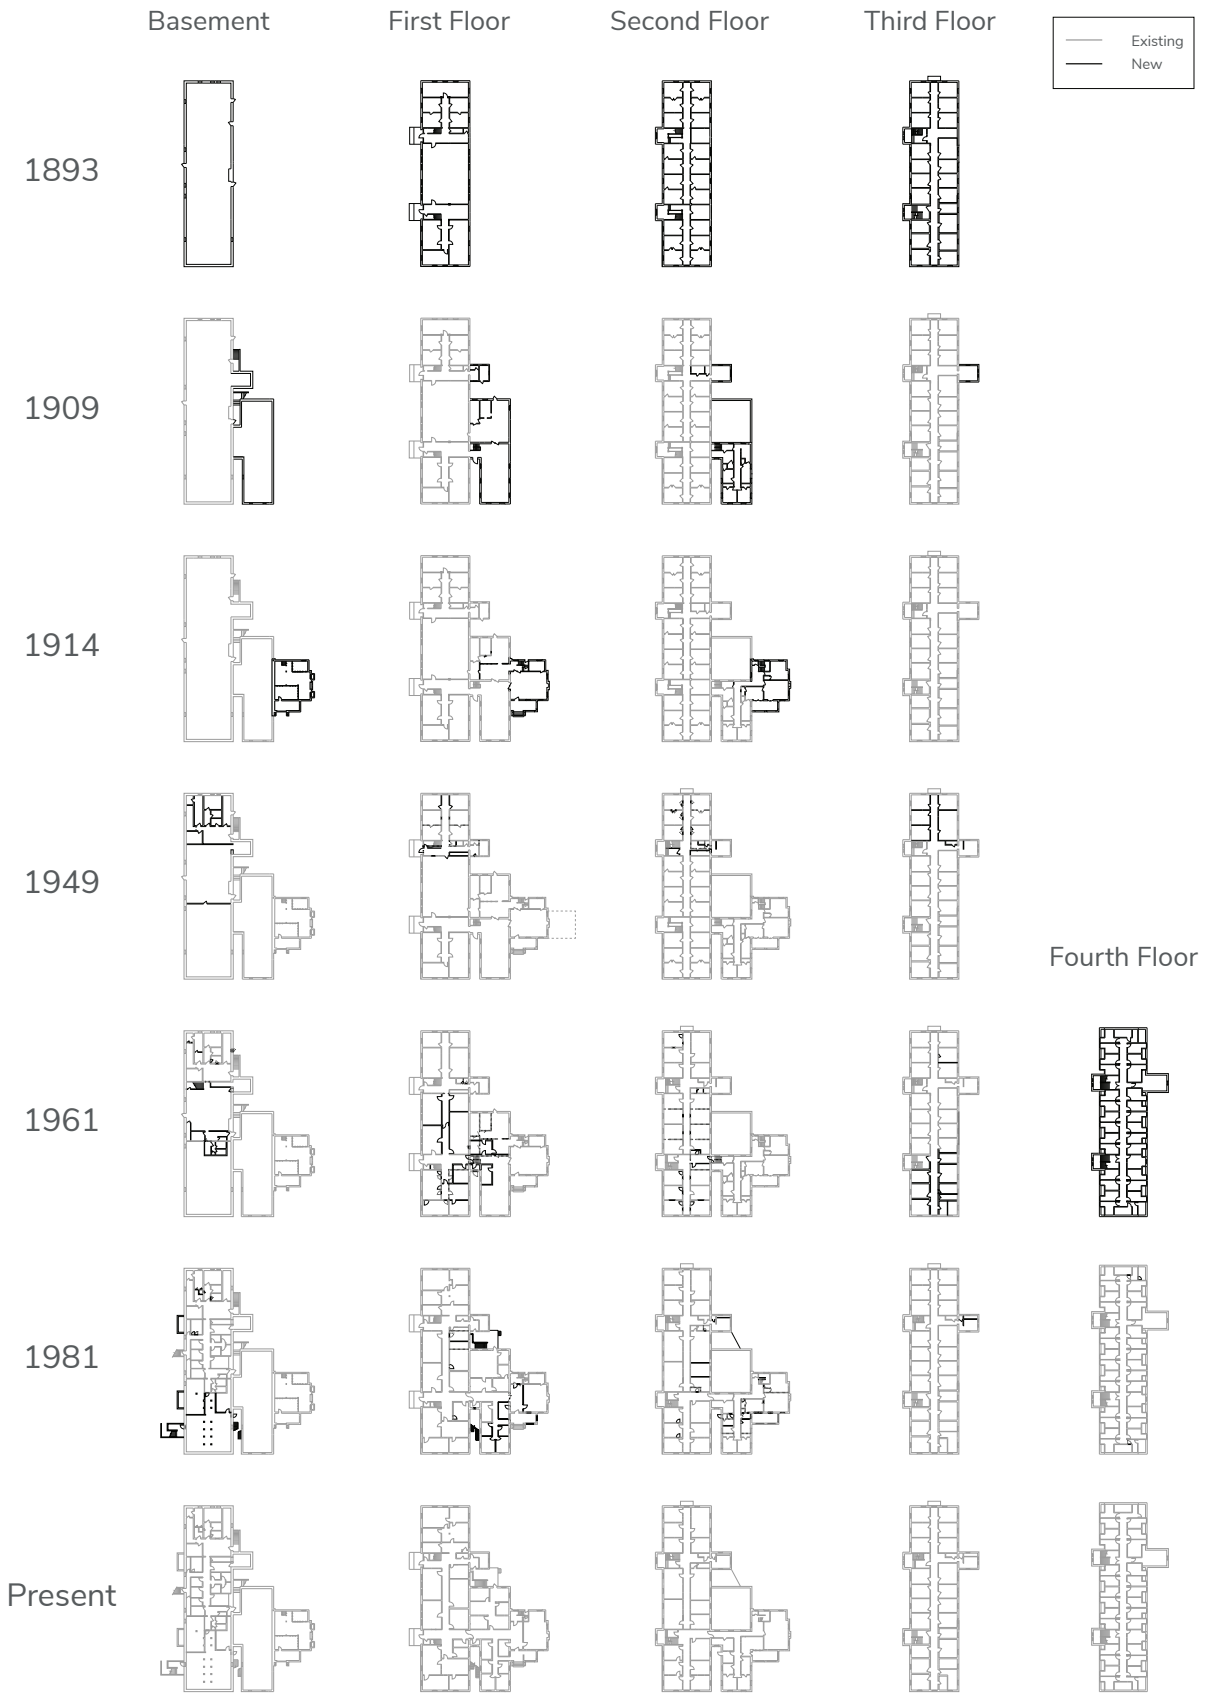 Basement First Floor Second Floor Third Floor
Existing
New
1893
1909
1914
1949
Fourth Floor
1961
1981
Present